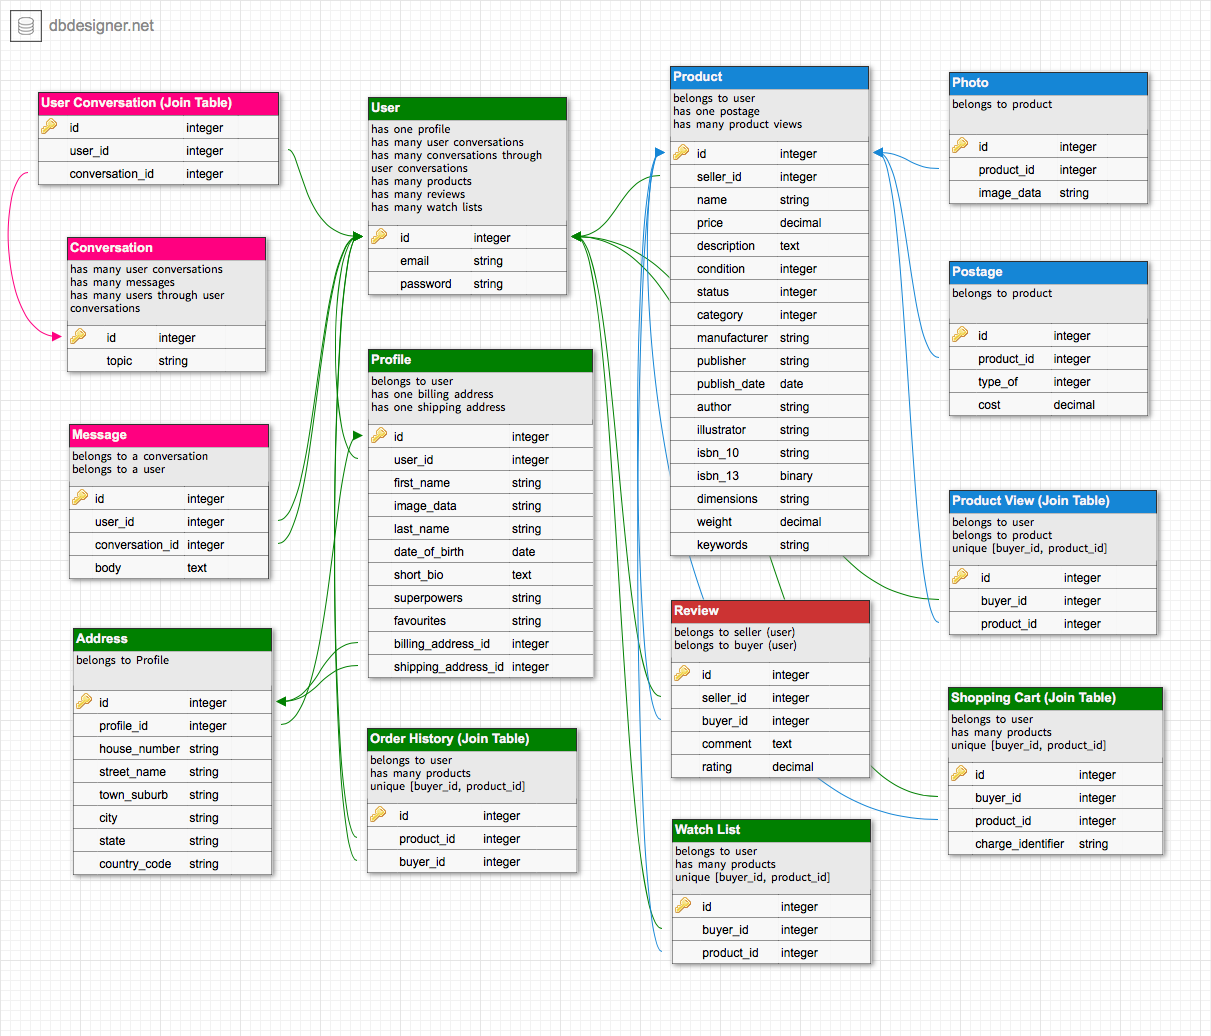 dbdesigner.net
User Conversation (Join Table)
id integer
user_id integer
conversation_id integer
Conversation
has many user conversations
has many messages
has many users through user
conversations
id integer
topic string
Message
belongs to a conversation
belongs to a user
id integer
user_id integer
conversation_id integer
body text
Address
belongs to Profile
id integer
profile_id integer
house_number string
street_name string
town_suburb string
city string
state string
country_code string
User
has one profile
has many user conversations
has many conversations through
user conversations
has many products
has many reviews
has many watch lists
id integer
email string
password string
Profile
belongs to user
has one billing address
has one shipping address
id integer
user_id integer
first_name string
image_data string
last_name string
date_of_birth date
short_bio text
superpowers string
favourites string
billing_address_id integer
shipping_address_id integer
Order History (Join Table)
belongs to user
has many products
unique [buyer_id, product_id]
id integer
product_id integer
buyer_id integer
Product
belongs to user
has one postage
has many product views
id integer
seller_id integer
name string
price decimal
description text
condition integer
status integer
category integer
manufacturer string
publisher string
publish_date date
author string
illustrator string
isbn_10 string
isbn_13 binary
dimensions string
weight decimal
keywords string
Review
belongs to seller (user)
belongs to buyer (user)
id integer
seller_id integer
buyer_id integer
comment text
rating decimal
Watch List
belongs to user
has many products
unique [buyer_id, product_id]
id integer
buyer_id integer
product_id integer
Photo
belongs to product
id integer
product_id integer
image_data string
Postage
belongs to product
id integer
product_id integer
type_of integer
cost decimal
Product View (Join Table)
belongs to user
belongs to product
unique [buyer_id, product_id]
id integer
buyer_id integer
product_id integer
Shopping Cart (Join Table)
belongs to user
has many products
unique [buyer_id, product_id]
id integer
buyer_id integer
product_id integer
charge_identifier string